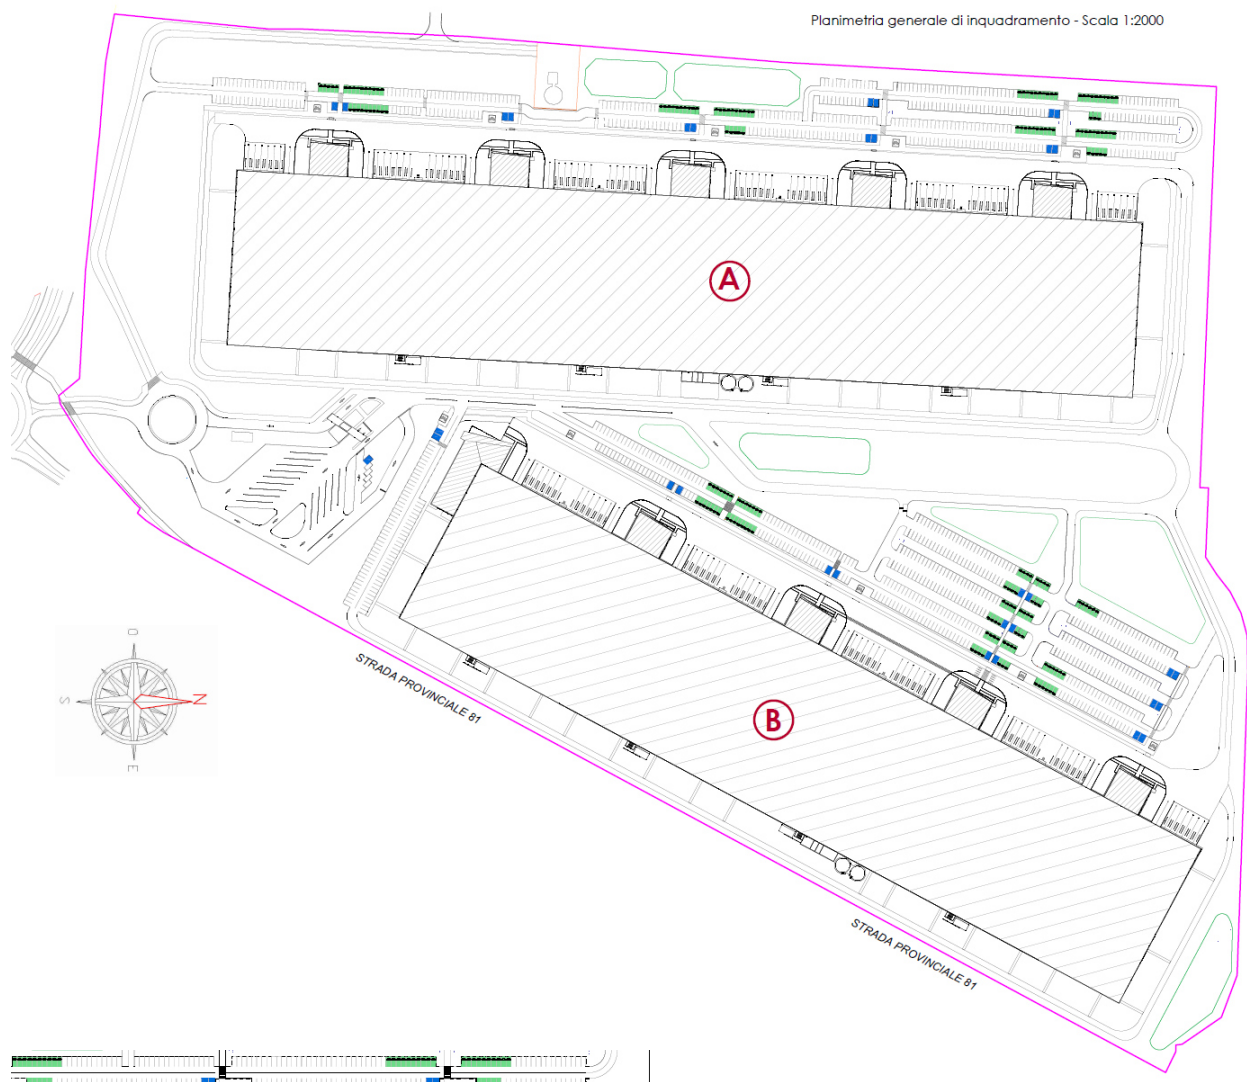 Planimetria generale di inquadramento - Scala 1:2000
A
STRADA PROVINCIALE 81
O
S
N
E
B
STRADA PROVINCIALE 81